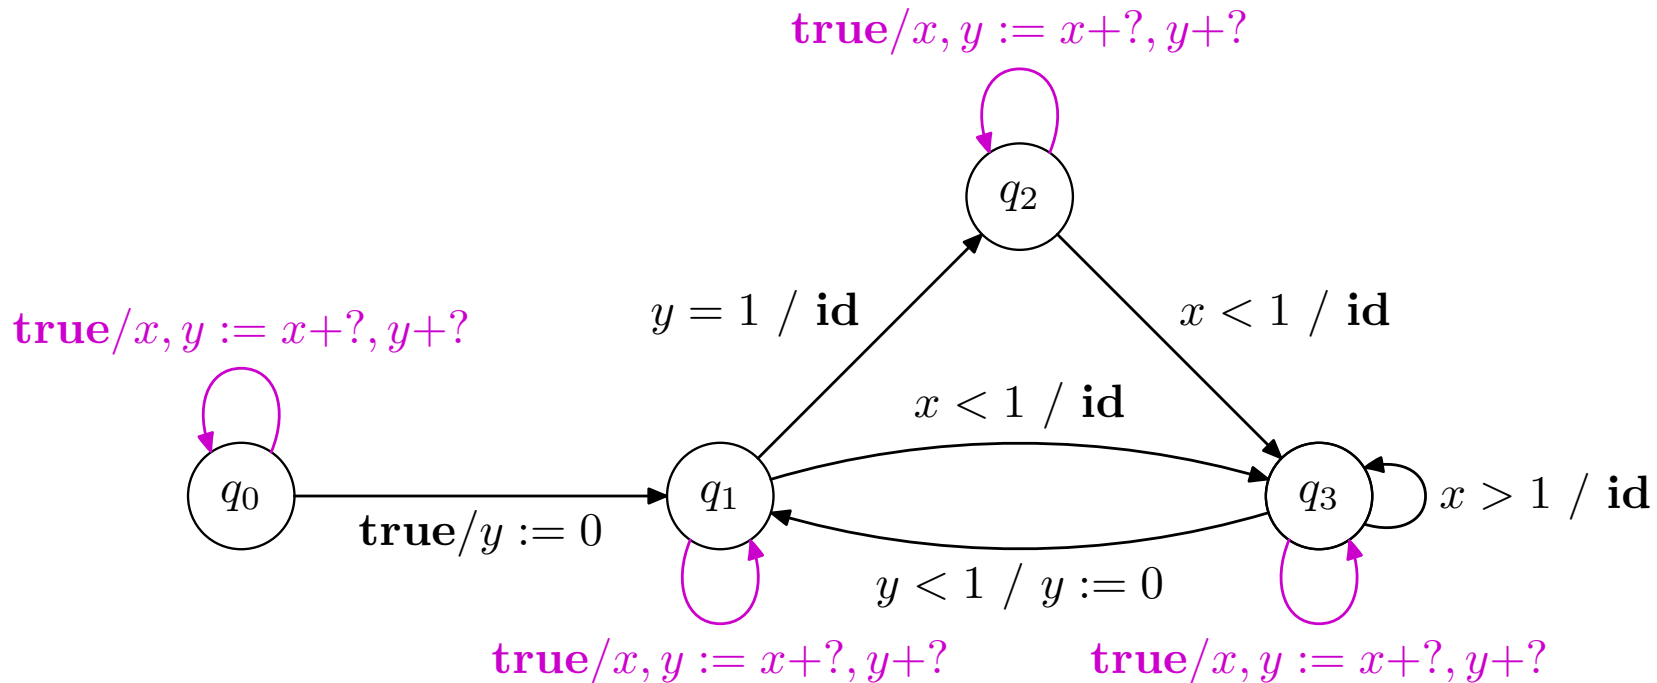 true/x, y := x+?, y+?
q₂
y = 1 / id
x < 1 / id
true/x, y := x+?, y+?
x < 1 / id
q₀
q₁
q₃
x > 1 / id
true/y := 0
y < 1 / y := 0
true/x, y := x+?, y+?
true/x, y := x+?, y+?